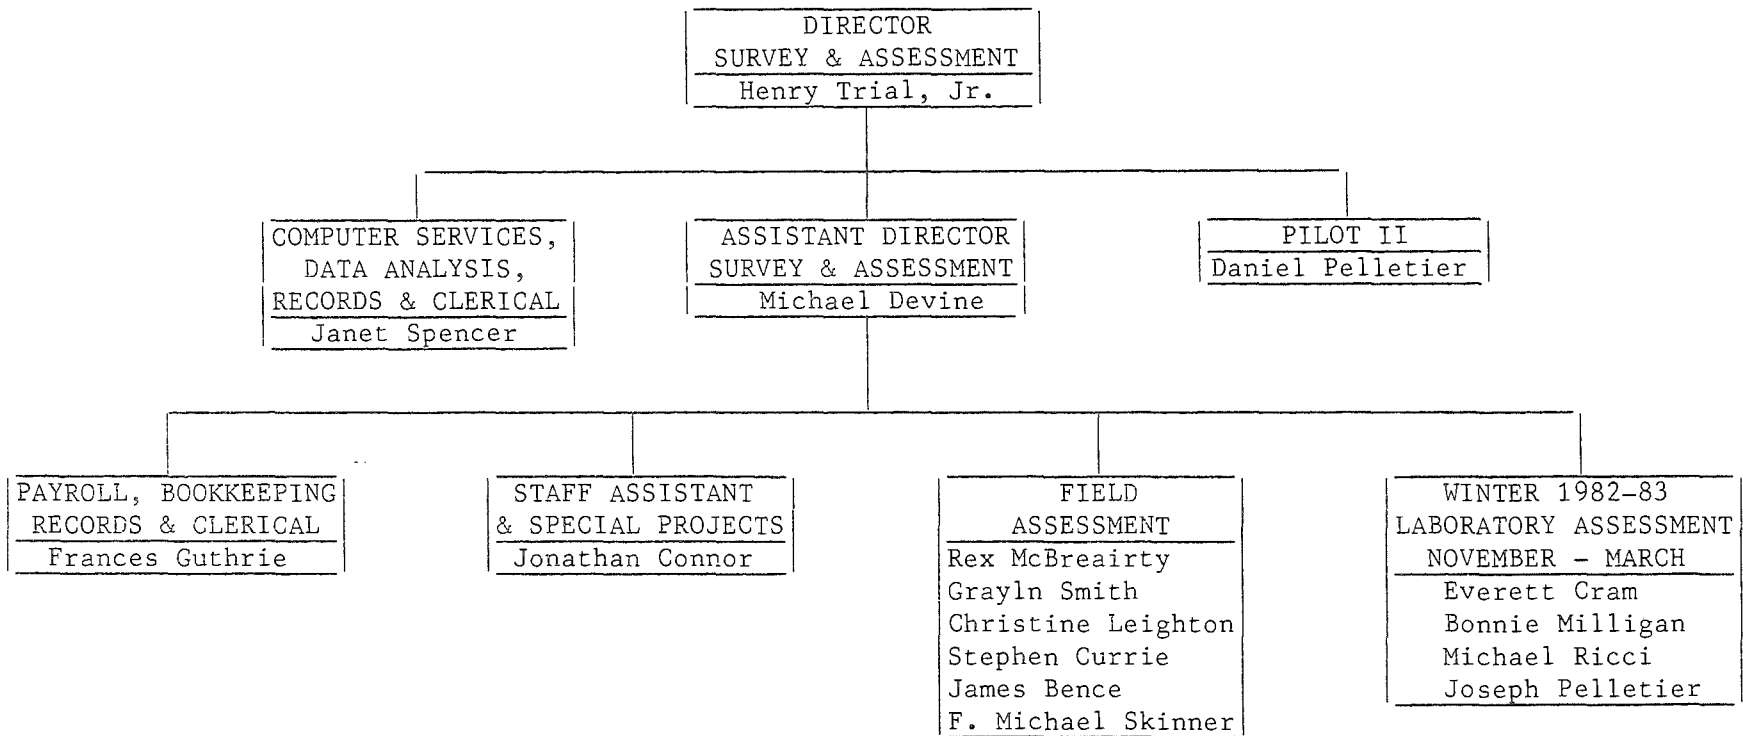 DIRECTOR
SURVEY & ASSESSMENT
Henry Trial, Jr.
COMPUTER SERVICES,
DATA ANALYSIS,
RECORDS & CLERICAL
Janet Spencer
ASSISTANT DIRECTOR
SURVEY & ASSESSMENT
Michael Devine
PILOT II
Daniel Pelletier
PAYROLL, BOOKKEEPING
RECORDS & CLERICAL
Frances Guthrie
STAFF ASSISTANT
& SPECIAL PROJECTS
Jonathan Connor
FIELD
ASSESSMENT
Rex McBreairty
Grayln Smith
Christine Leighton
Stephen Currie
James Bence
F. Michael Skinner
WINTER 1982-83
LABORATORY ASSESSMENT
NOVEMBER - MARCH
Everett Cram
Bonnie Milligan
Michael Ricci
Joseph Pelletier